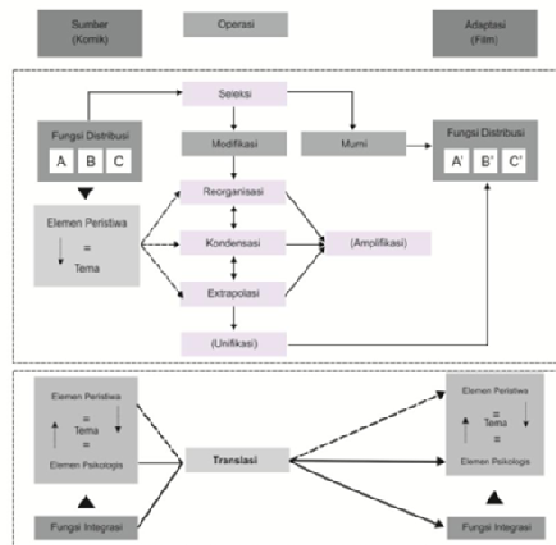 Sumber
(Komik)
Operasi
Adaptasi
(Film)
Seleksi
Fungsi Distribusi
A B C
Modifikasi
Murni
Fungsi Distribusi
A' B' C'
Reorganisasi
Elemen Peristiwa
=
Tema
Kondensasi
(Amplifikasi)
Extrapolasi
(Unifikasi)
Elemen Peristiwa
=
Tema
=
Elemen Psikologis
Translasi
Elemen Peristiwa
=
Tema
=
Elemen Psikologis
Fungsi Integrasi
Fungsi Integrasi